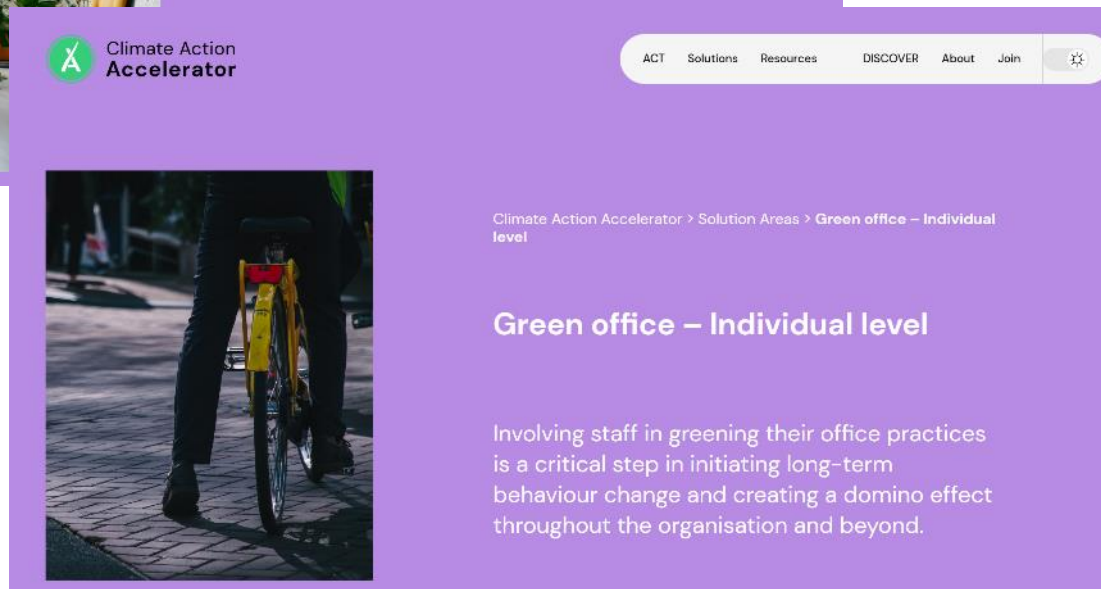 Climate Action
Accelerator
ACT Solutions Resources DISCOVER About Join
Climate Action Accelerator > Solution Areas > Green office – Individual
level
Green office – Individual level
Involving staff in greening their office practices
is a critical step in initiating long-term
behaviour change and creating a domino effect
throughout the organisation and beyond.